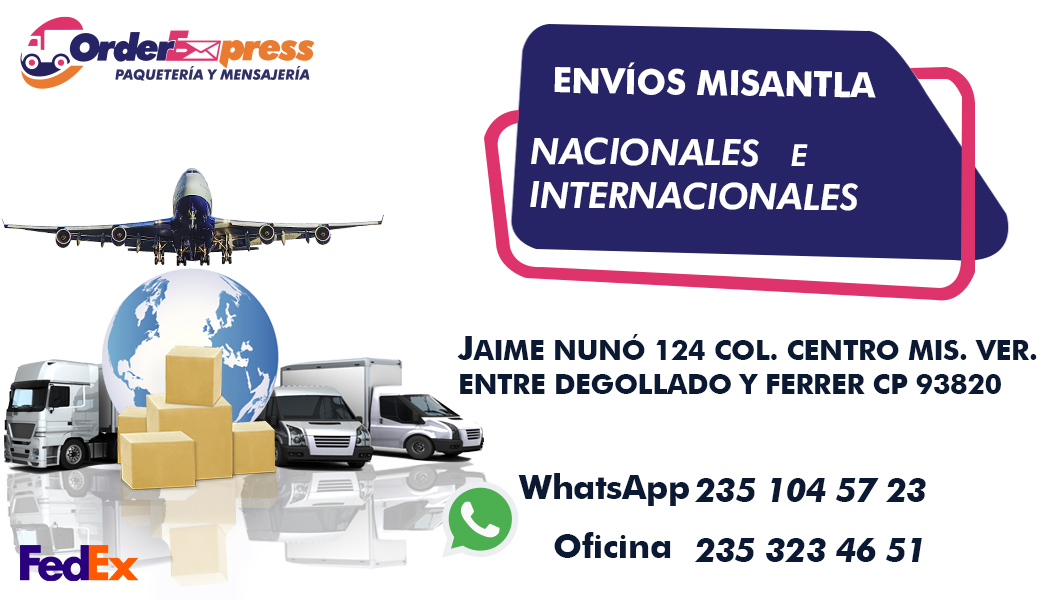 OrderExpress
PAQUETERÍA Y MENSAJERÍA
ENVÍOS MISANTLA
NACIONALES E
INTERNACIONALES
JAIME NUNÓ 124 COL. CENTRO MIS. VER.
ENTRE DEGOLLADO Y FERRER CP 93820
WhatsApp 235 104 57 23
Oficina 235 323 46 51
FedEx